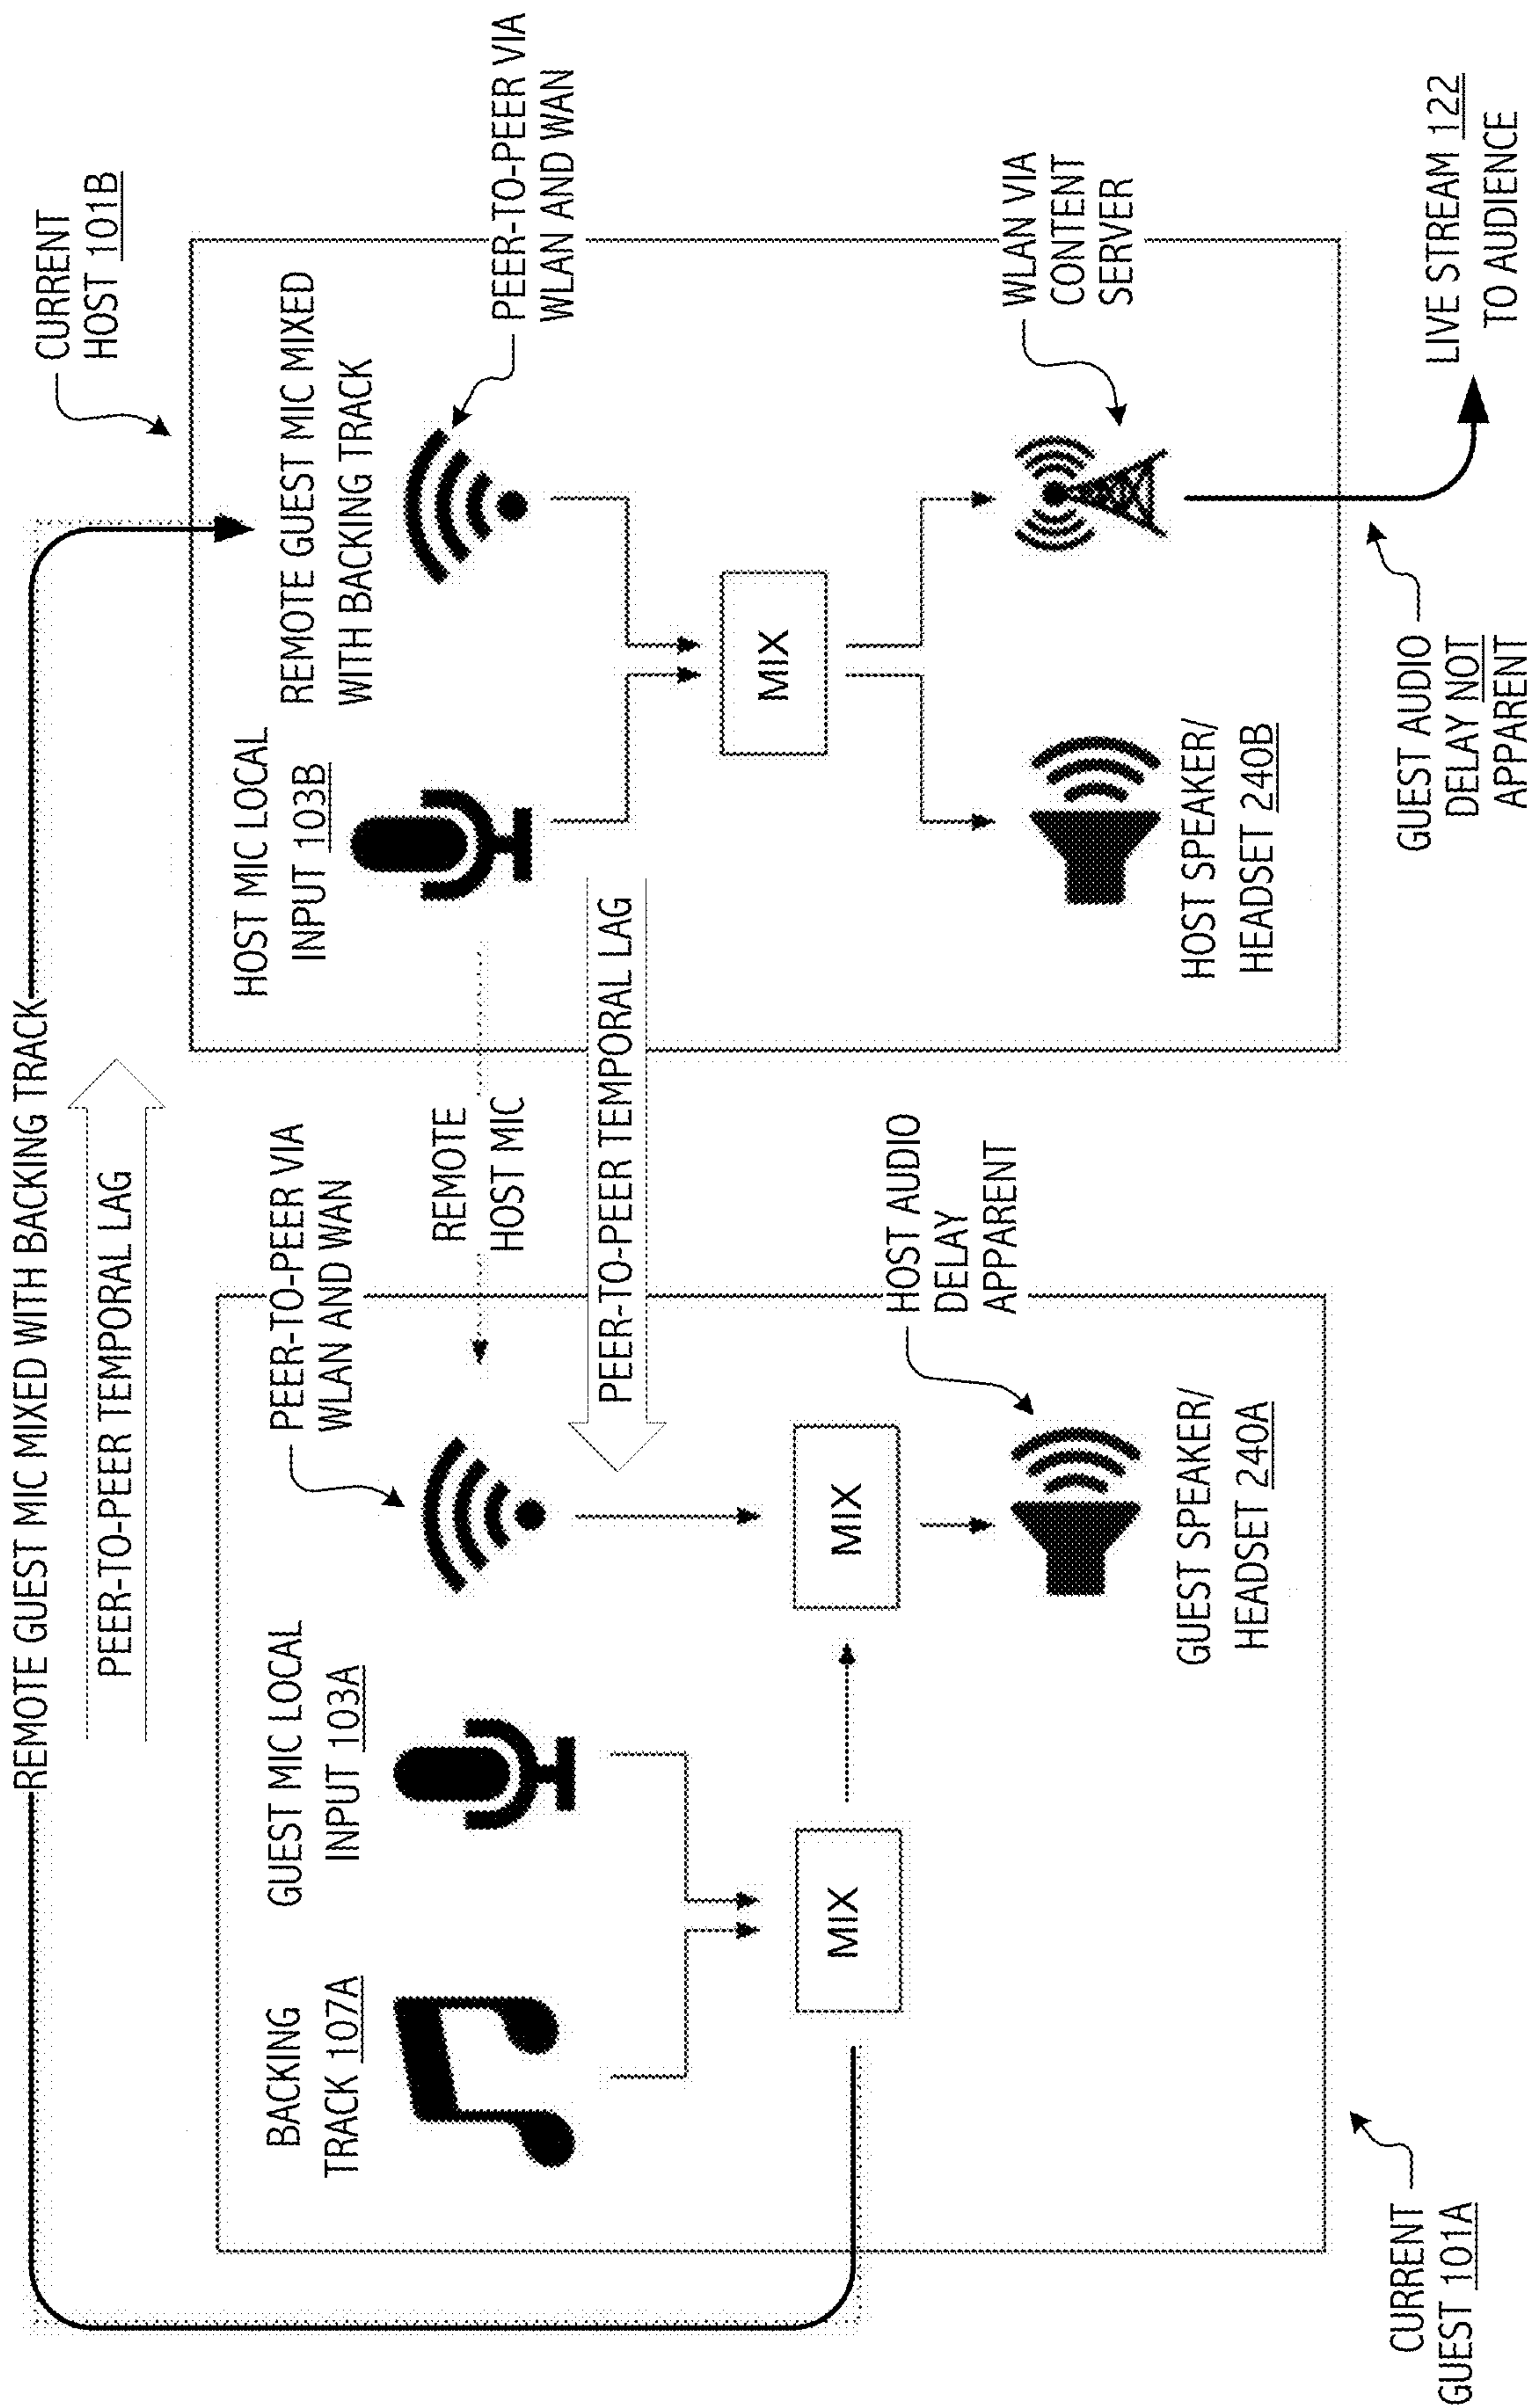 REMOTE GUEST MIC MIXED WITH BACKING TRACK
PEER-TO-PEER TEMPORAL LAG
CURRENT
HOST 101B
BACKING
TRACK 107A
GUEST MIC LOCAL
INPUT 103A
PEER-TO-PEER VIA
WLAN AND WAN
REMOTE
HOST MIC
PEER-TO-PEER TEMPORAL LAG
MIX
MIX
HOST AUDIO
DELAY
APPARENT
GUEST SPEAKER/
HEADSET 240A
CURRENT
GUEST 101A
HOST MIC LOCAL
INPUT 103B
REMOTE GUEST MIC MIXED
WITH BACKING TRACK
PEER-TO-PEER VIA
WLAN AND WAN
MIX
WLAN VIA
CONTENT
SERVER
HOST SPEAKER/
HEADSET 240B
GUEST AUDIO
DELAY NOT
APPARENT
LIVE STREAM 122
TO AUDIENCE